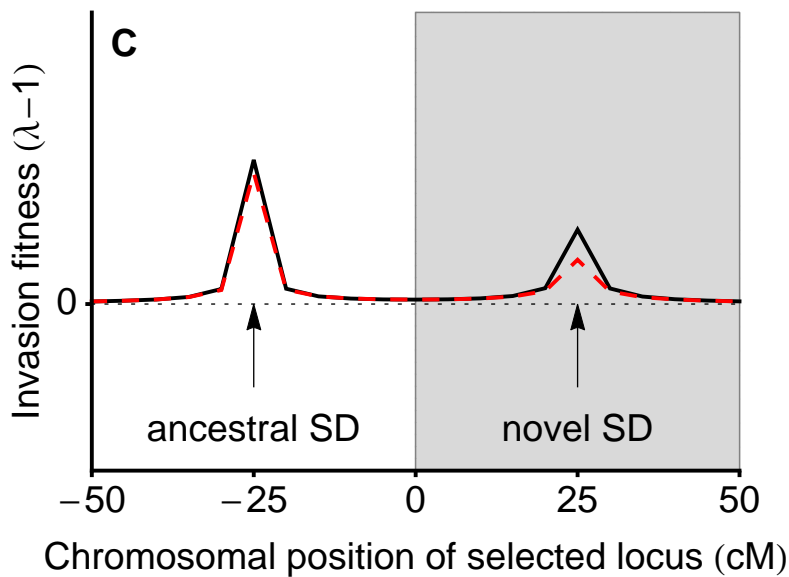 C
Invasion fitness (λ−1)
0
ancestral SD
novel SD
−50
−25
0
25
50
Chromosomal position of selected locus (cM)